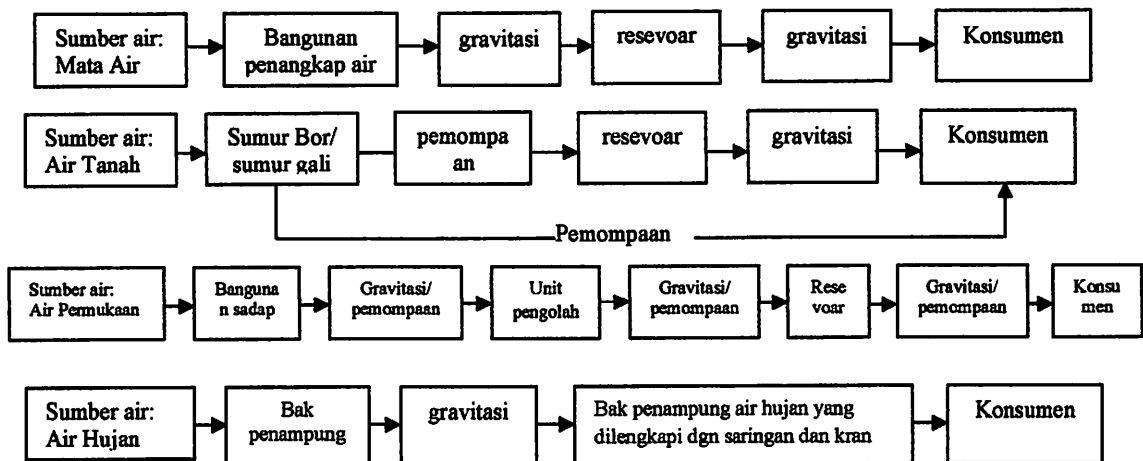 Sumber air:
Mata Air
Bangunan
penangkap air
gravitasi
resevoar
gravitasi
Konsumen
Sumber air:
Air Tanah
Sumur Bor/
sumur gali
pemompa
an
resevoar
gravitasi
Konsumen
Pemompaan
Sumber air:
Air Permukaan
Banguna
n sadap
Gravitasi/
pemompaan
Unit
pengolah
Gravitasi/
pemompaan
Rese
voar
Gravitasi/
pemompaan
Konsu
men
Sumber air:
Air Hujan
Bak
penampung
gravitasi
Bak penampung air hujan yang
dilengkapi dgn saringan dan kran
Konsumen